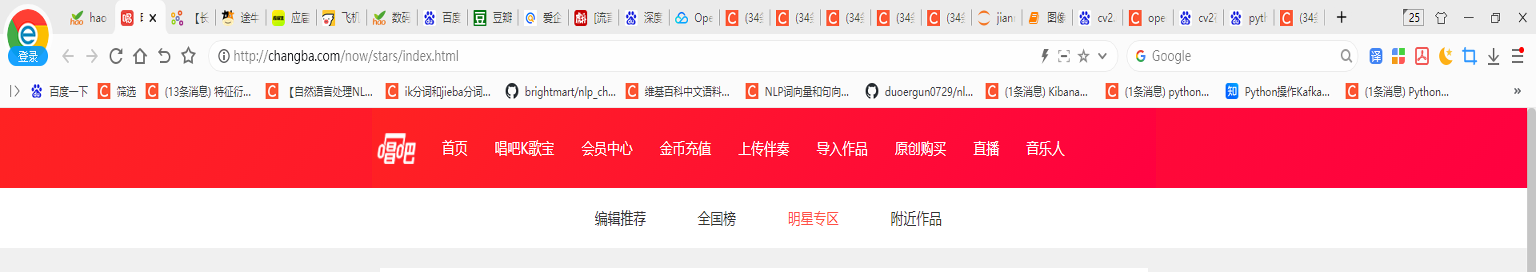 hao 【长 途牛 应届 飞机 hao 数码 百度 豆瓣 爱企 [流言 深度 Ope (34 (34 (34 (34 (34 jian 图像 cv2. ope cv2 pyt (34 + 25
登录 http://changba.com/now/stars/index.html Google 译
百度一下 筛选 (13条消息) 特征衍... 【自然语言处理NL... ik分词和jieba分词... brightmart/nlp_ch... 维基百科中文语料... NLP词向量和句向... duoergun0729/nl... (1条消息) Kibana... (1条消息) python... 知 Python操作Kafka... (1条消息) Python... »
唱吧 首页 唱吧K歌宝 会员中心 金币充值 上传伴奏 导入作品 原创购买 直播 音乐人
编辑推荐 全国榜 明星专区 附近作品